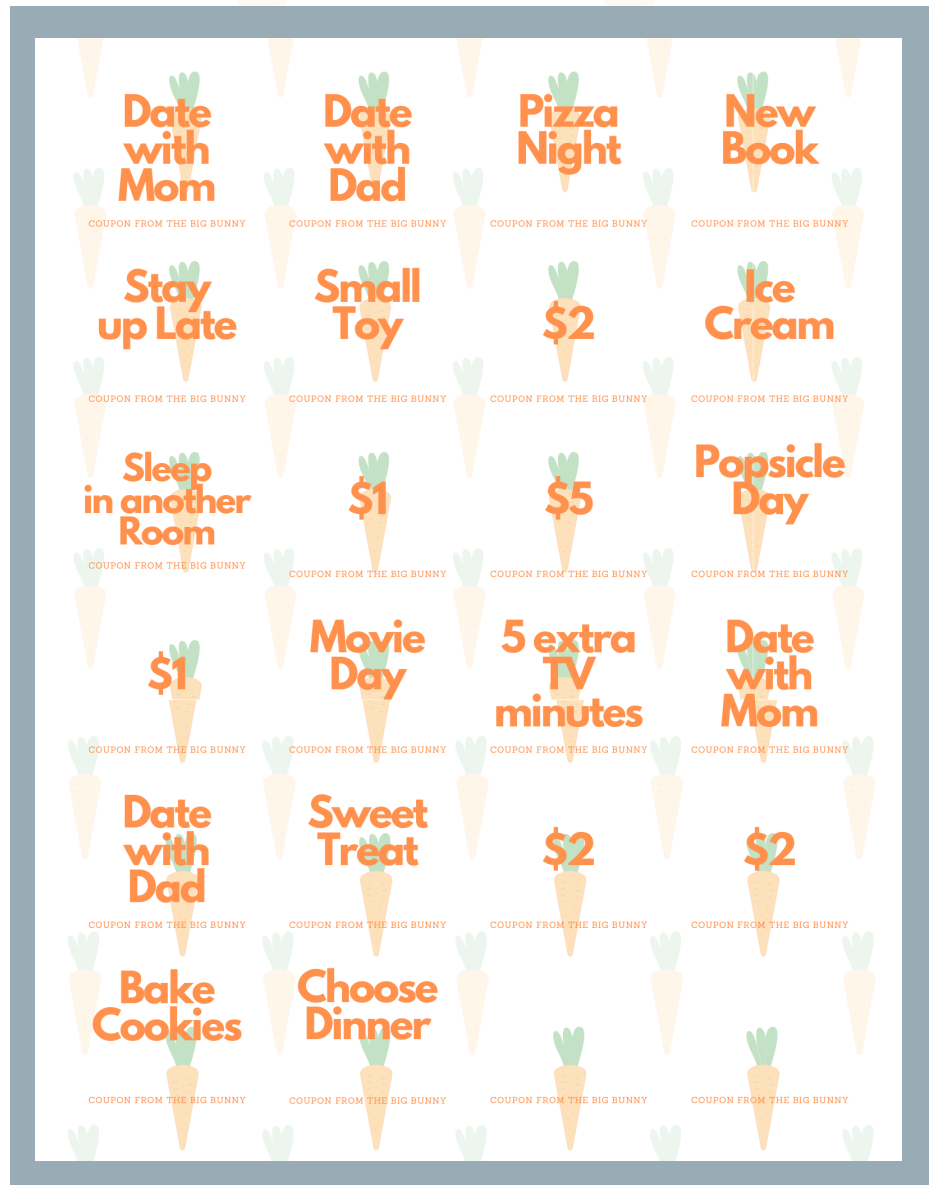 Date
with
Mom
COUPON FROM THE BIG BUNNY
Date
with
Dad
COUPON FROM THE BIG BUNNY
Pizza
Night
COUPON FROM THE BIG BUNNY
New
Book
COUPON FROM THE BIG BUNNY
Stay
up Late
COUPON FROM THE BIG BUNNY
Small
Toy
COUPON FROM THE BIG BUNNY
$2
COUPON FROM THE BIG BUNNY
Ice
Cream
COUPON FROM THE BIG BUNNY
Sleep
in another
Room
COUPON FROM THE BIG BUNNY
$1
COUPON FROM THE BIG BUNNY
$5
COUPON FROM THE BIG BUNNY
Popsicle
Day
COUPON FROM THE BIG BUNNY
$1
COUPON FROM THE BIG BUNNY
Movie
Day
COUPON FROM THE BIG BUNNY
5 extra
TV
minutes
COUPON FROM THE BIG BUNNY
Date
with
Mom
COUPON FROM THE BIG BUNNY
Date
with
Dad
COUPON FROM THE BIG BUNNY
Sweet
Treat
COUPON FROM THE BIG BUNNY
$2
COUPON FROM THE BIG BUNNY
$2
COUPON FROM THE BIG BUNNY
Bake
Cookies
COUPON FROM THE BIG BUNNY
Choose
Dinner
COUPON FROM THE BIG BUNNY
COUPON FROM THE BIG BUNNY
COUPON FROM THE BIG BUNNY